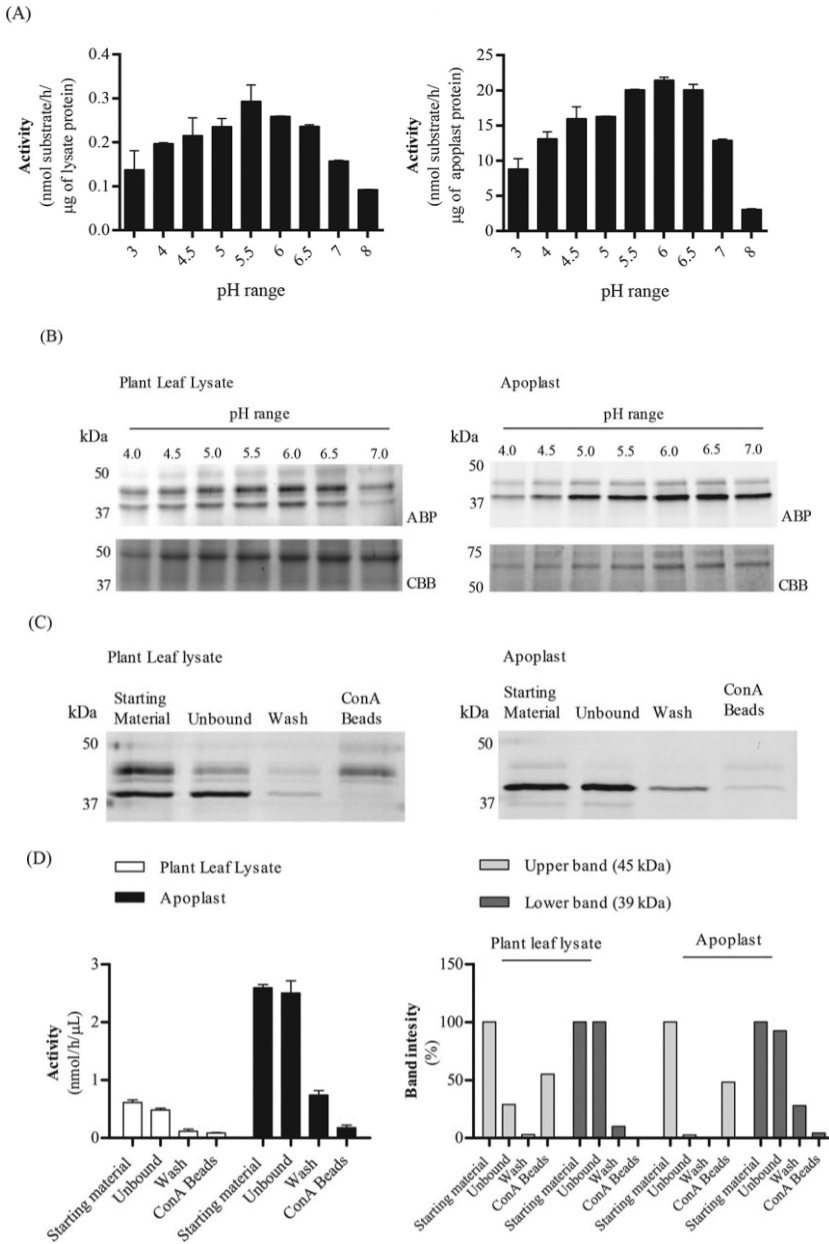 (A)
0.4
0.3
0.2
0.1
0.0
Activity
(nmol substrate/h/
μg of lysate protein)
3 4 4.5 5 5.5 6 6.5 7 8
pH range
25
20
15
10
5
0
Activity
(nmol substrate/h/
μg of apoplast protein)
3 4 4.5 5 5.5 6 6.5 7 8
pH range
(B)
Plant Leaf Lysate
pH range
kDa
4.0 4.5 5.0 5.5 6.0 6.5 7.0
50
37
ABP
50
37
CBB
Apoplast
pH range
kDa
4.0 4.5 5.0 5.5 6.0 6.5 7.0
50
37
ABP
75
50
CBB
(C)
Plant Leaf lysate
kDa
Starting
Material
Unbound
Wash
ConA
Beads
50
37
Apoplast
kDa
Starting
Material
Unbound
Wash
ConA
Beads
50
37
(D)
Plant Leaf Lysate
Apoplast
3
2
1
0
Activity
(nmol/h/μL)
Starting material
Unbound
Wash
ConA Beads
Starting material
Unbound
Wash
ConA Beads
Upper band (45 kDa)
Lower band (39 kDa)
Plant leaf lysate
Apoplast
150
100
50
0
Band intesity
(%)
Starting material
Unbound
Wash
ConA Beads
Starting material
Unbound
Wash
ConA Beads
Starting material
Unbound
Wash
ConA Beads
Starting material
Unbound
Wash
ConA Beads